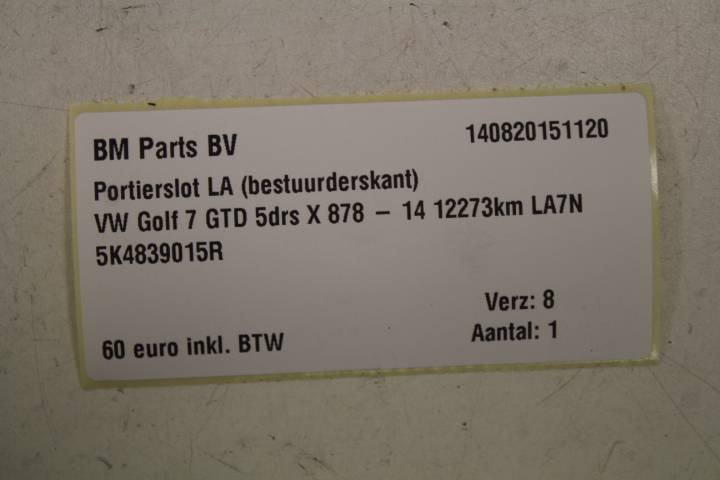 BM Parts BV 140820151120
Portierslot LA (bestuurderskant)
VW Golf 7 GTD 5drs X 878 – 14 12273km LA7N
5K4839015R
Verz: 8
60 euro inkl. BTW Aantal: 1